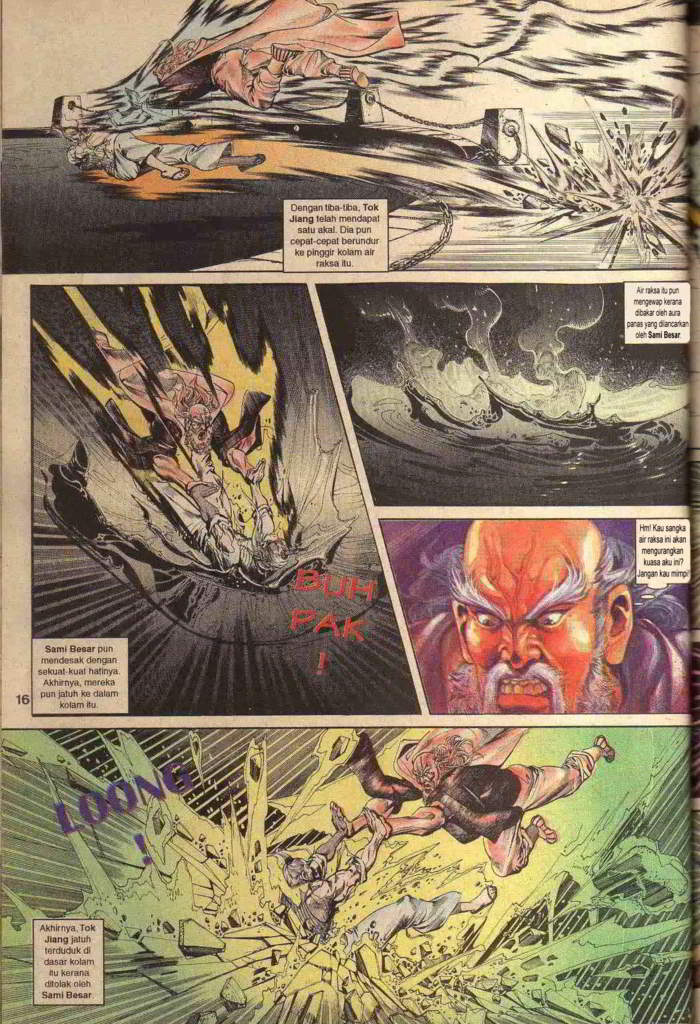 Dengan tiba-tiba, Tok
Jiang telah mendapat
satu akal. Dia pun
cepat-cepat berundur
ke pinggir kolam air
raksa itu.
Air raksa itu pun
mengewap kerana
dibakar oleh aura
panas yang dilancarkan
oleh Sami Besar.
BUH
PAK
!
Sami Besar pun
mendesak dengan
sekuat-kuat hatinya.
Akhirnya, mereka
pun jatuh ke dalam
kolam itu.
Hm! Kau sangka
air raksa ini akan
mengurangkan
kuasa aku ini?
Jangan kau mimpi!
16
LOONG
!
Akhirnya, Tok
Jiang jatuh
terduduk di
dasar kolam
itu kerana
ditolak oleh
Sami Besar.